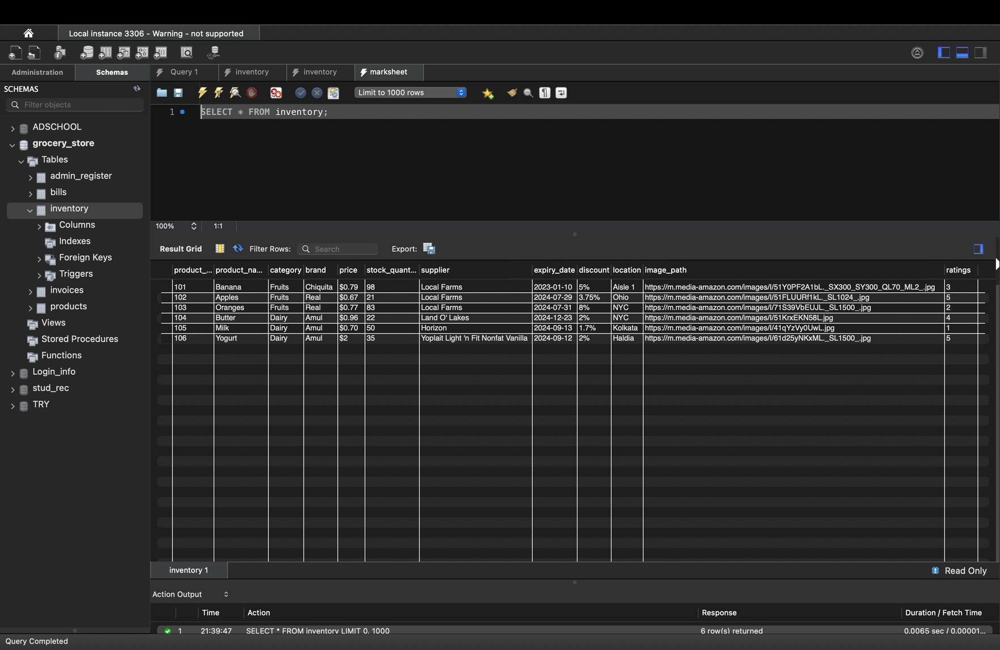 Local instance 3306 - Warning - not supported
Administration
Schemas
Query 1
inventory
inventory
marksheet
SCHEMAS
Filter objects
Limit to 1000 rows
1
SELECT * FROM inventory;
ADSCHOOL
grocery_store
Tables
admin_register
bills
inventory
Columns
Indexes
Foreign Keys
Triggers
invoices
products
Views
Stored Procedures
Functions
Login_info
stud_rec
TRY
100%
1:1
Result Grid
Filter Rows:
Search
Export:
product_... product_na... category brand price stock_quant... supplier expiry_date discount location image_path ratings
101 Banana Fruits Chiquita $0.79 98 Local Farms 2023-01-10 5% Aisle 1 https://m.media-amazon.com/images/I/51Y0PF2A1bL._SX300_SY300_QL70_ML2_.jpg 3
102 Apples Fruits Real $0.67 21 Local Farms 2024-07-29 3.75% Ohio https://m.media-amazon.com/images/I/51FLUURf1kL._SL1024_.jpg 5
103 Oranges Fruits Real $0.77 83 Local Farms 2024-07-31 8% NYC https://m.media-amazon.com/images/I/71S39VbEUJL._SL1500_.jpg 2
104 Butter Dairy Amul $0.96 22 Land O' Lakes 2024-12-23 2% NYC https://m.media-amazon.com/images/I/51KrxEKN58L.jpg 4
105 Milk Dairy Amul $0.70 50 Horizon 2024-09-13 1.7% Kolkata https://m.media-amazon.com/images/I/41qYzVy0UwL.jpg 1
106 Yogurt Dairy Amul $2 35 Yoplait Light 'n Fit Nonfat Vanilla 2024-09-12 2% Haldia https://m.media-amazon.com/images/I/61d25yNKxML._SL1500_.jpg 5
inventory 1
Read Only
Action Output
Time Action Response Duration / Fetch Time
1 21:39:47 SELECT * FROM inventory LIMIT 0, 1000 6 row(s) returned 0.0065 sec / 0.00001...
Query Completed